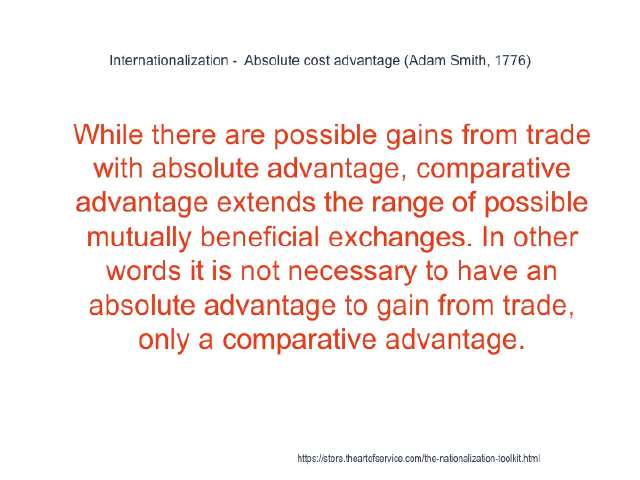 Internationalization -  Absolute cost advantage (Adam Smith, 1776)
While there are possible gains from trade
with absolute advantage, comparative
advantage extends the range of possible
mutually beneficial exchanges. In other
words it is not necessary to have an
absolute advantage to gain from trade,
only a comparative advantage.
https://store.theartofservice.com/the-nationalization-toolkit.html